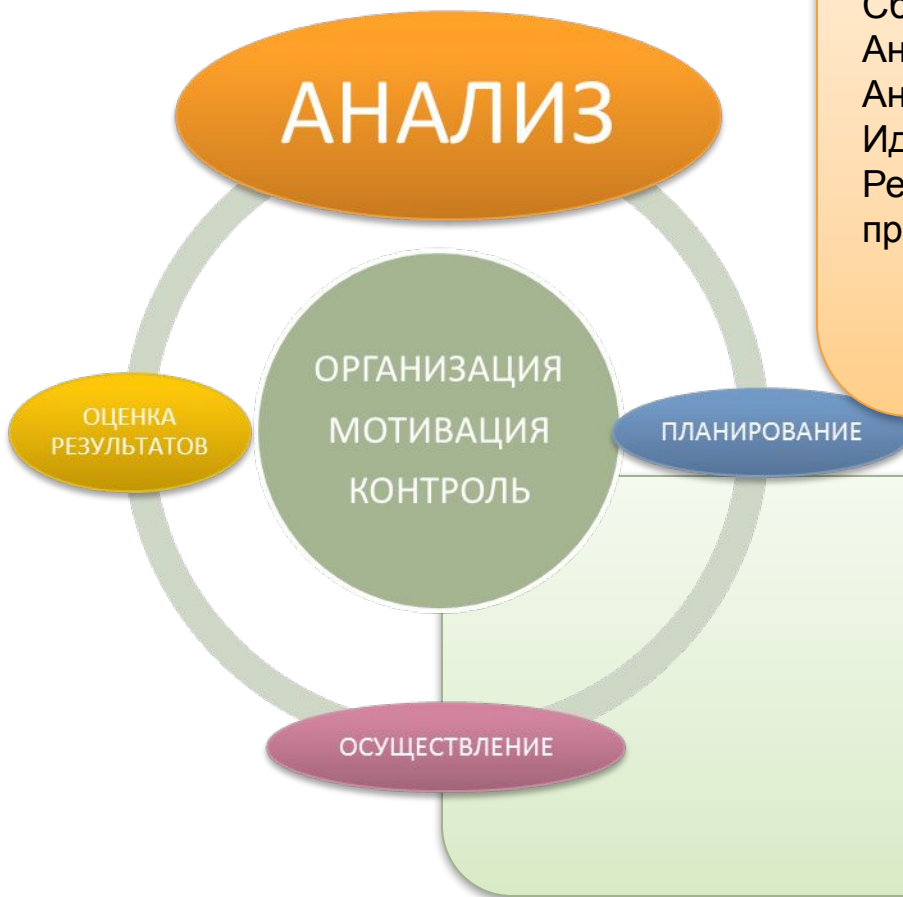 АНАЛИЗ
ОРГАНИЗАЦИЯ
МОТИВАЦИЯ
КОНТРОЛЬ
ОЦЕНКА
РЕЗУЛЬТАТОВ
ПЛАНИРОВАНИЕ
ОСУЩЕСТВЛЕНИЕ